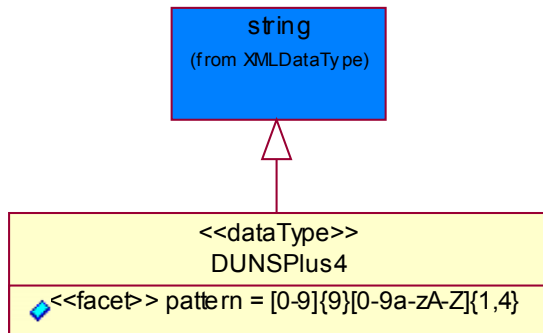 string
(from XMLDataType)
<<dataType>>
DUNSPlus4
<<facet>> pattern = [0-9]{9}[0-9a-zA-Z]{1,4}